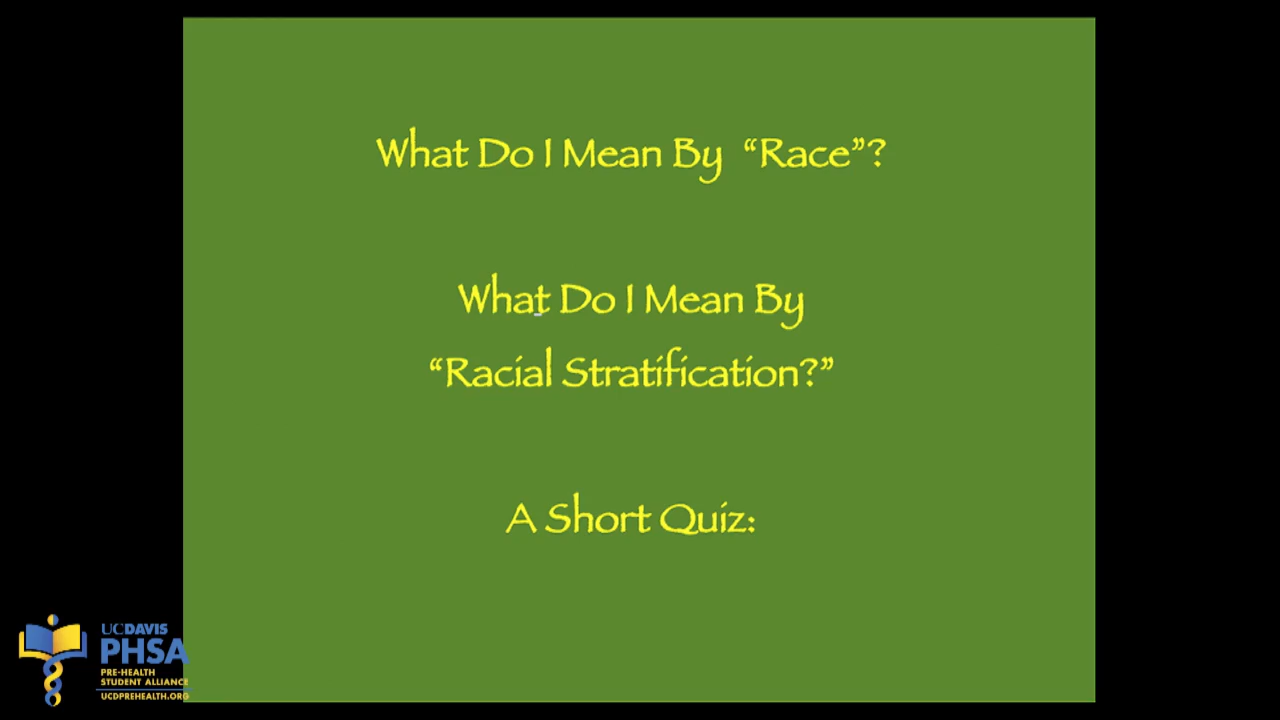 What Do I Mean By “Race”?
What Do I Mean By
“Racial Stratification?”
A Short Quiz:
UCDAVIS
PHSA
PRE-HEALTH
STUDENT ALLIANCE
UCDPREHEALTH.ORG